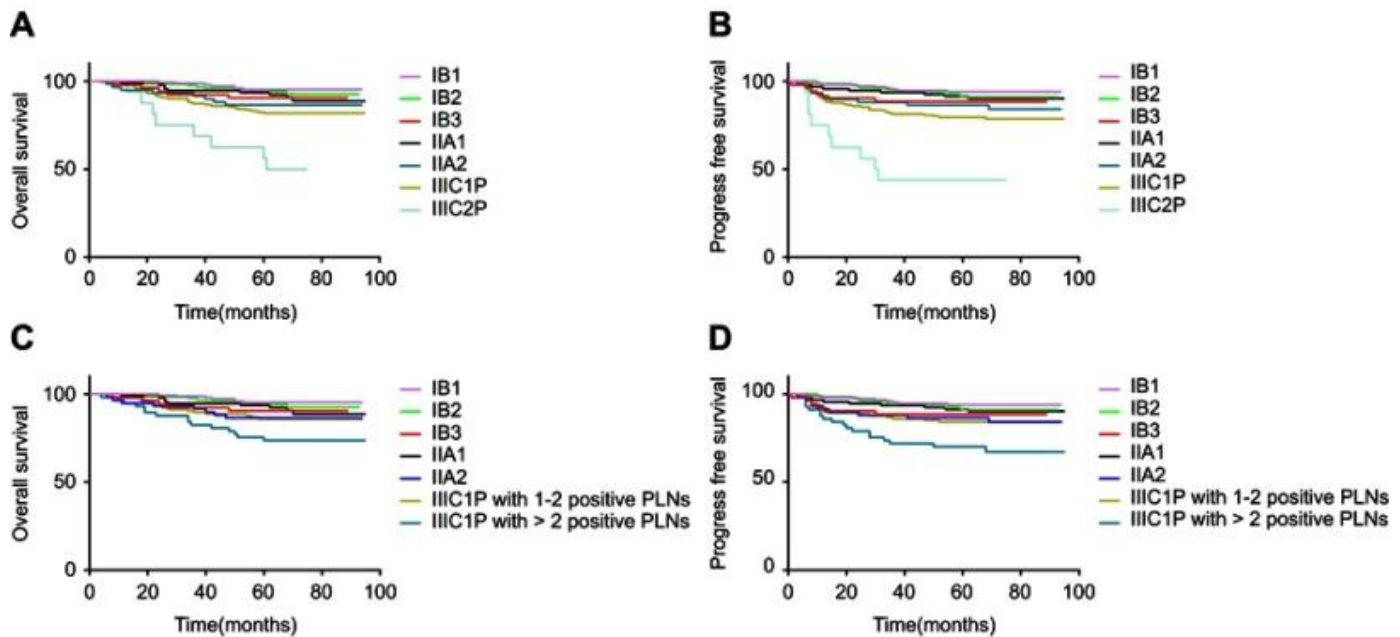 A
Overall survival
100
50
0
0 20 40 60 80 100
Time(months)
IB1
IB2
IB3
IIA1
IIA2
IIIC1P
IIIC2P
B
Progress free survival
100
50
0
0 20 40 60 80 100
Time(months)
IB1
IB2
IB3
IIA1
IIA2
IIIC1P
IIIC2P
C
Overall survival
100
50
0
0 20 40 60 80 100
Time(months)
IB1
IB2
IB3
IIA1
IIA2
IIIC1P with 1-2 positive PLNs
IIIC1P with > 2 positive PLNs
D
Progress free survival
100
50
0
0 20 40 60 80 100
Time(months)
IB1
IB2
IB3
IIA1
IIA2
IIIC1P with 1-2 positive PLNs
IIIC1P with > 2 positive PLNs